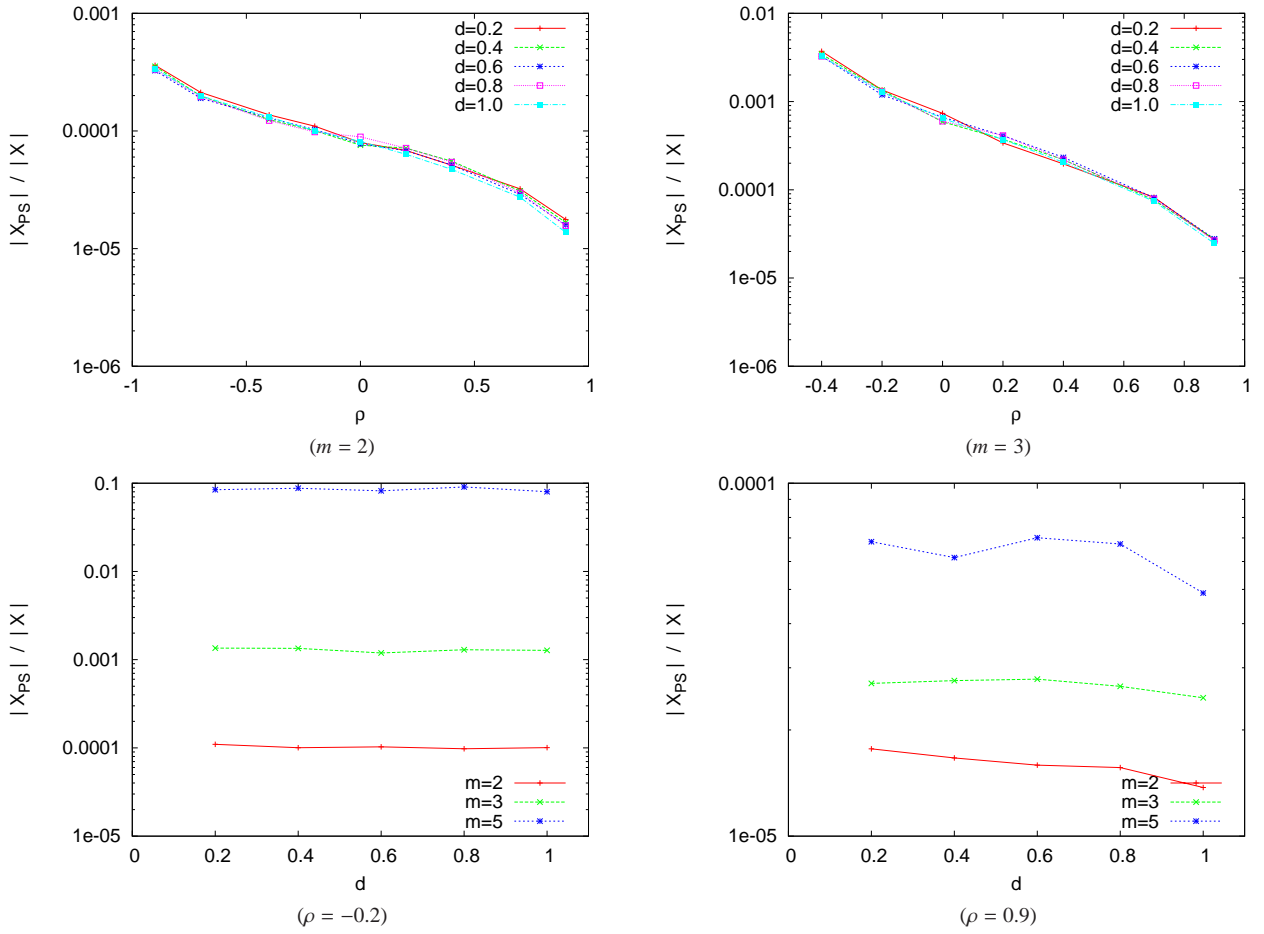 0.001
0.0001
1e-05
1e-06
-1
-0.5
0
0.5
1
| X_PS | / | X |
ρ
d=0.2
d=0.4
d=0.6
d=0.8
d=1.0
(m = 2)
0.01
0.001
0.0001
1e-05
1e-06
-0.4
-0.2
0
0.2
0.4
0.6
0.8
1
| X_PS | / | X |
ρ
d=0.2
d=0.4
d=0.6
d=0.8
d=1.0
(m = 3)
0.1
0.01
0.001
0.0001
1e-05
0
0.2
0.4
0.6
0.8
1
| X_PS | / | X |
d
m=2
m=3
m=5
(ρ = −0.2)
0.0001
1e-05
0
0.2
0.4
0.6
0.8
1
| X_PS | / | X |
d
m=2
m=3
m=5
(ρ = 0.9)